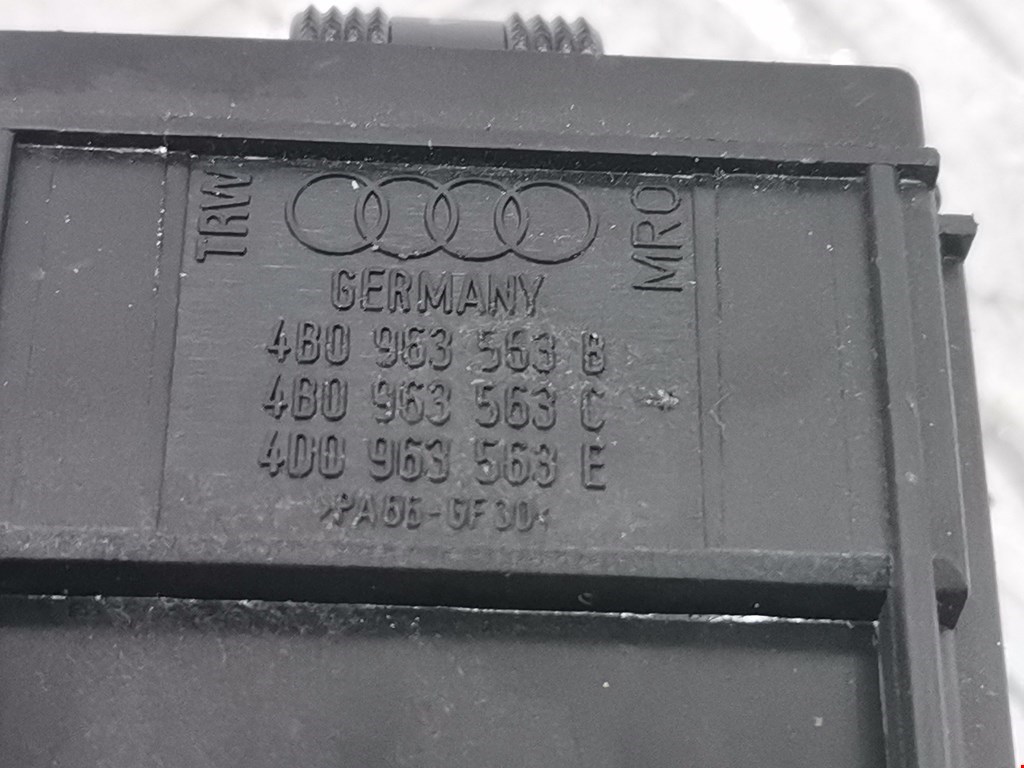 TRW
MRO
GERMANY
4B0 963 563 B
4B0 963 563 C
4D0 963 563 E
>PA66-GF30<